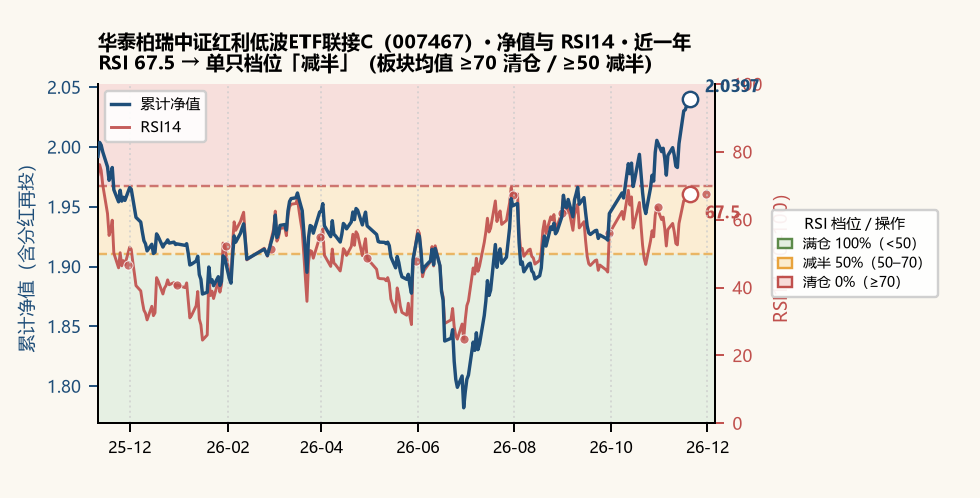 华泰柏瑞中证红利低波ETF联接C（007467）·净值与 RSI14·近一年
RSI 67.5 → 单只档位「减半」（板块均值 ≥70 清仓 / ≥50 减半）
累计净值
RSI14
2.0397
67.5
累计净值（含分红再投）
2.05
2.00
1.95
1.90
1.85
1.80
100
80
60
40
20
0
RSI
25-12
26-02
26-04
26-06
26-08
26-10
26-12
RSI 档位 / 操作
满仓 100%（<50）
减半 50%（50–70）
清仓 0%（≥70）